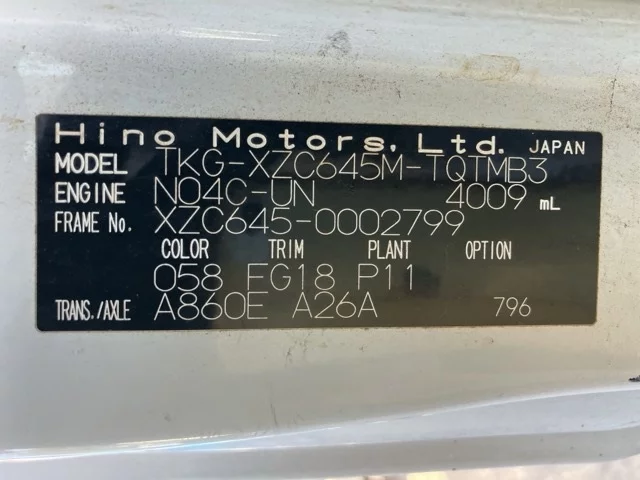 Hino Motors, Ltd. JAPAN
MODEL TKG-XZC645M-TQTMB3
ENGINE N04C-UN 4009 mL
FRAME No. XZC645-0002799
COLOR TRIM PLANT OPTION
058 FG18 P11
TRANS./AXLE A860E A26A 796